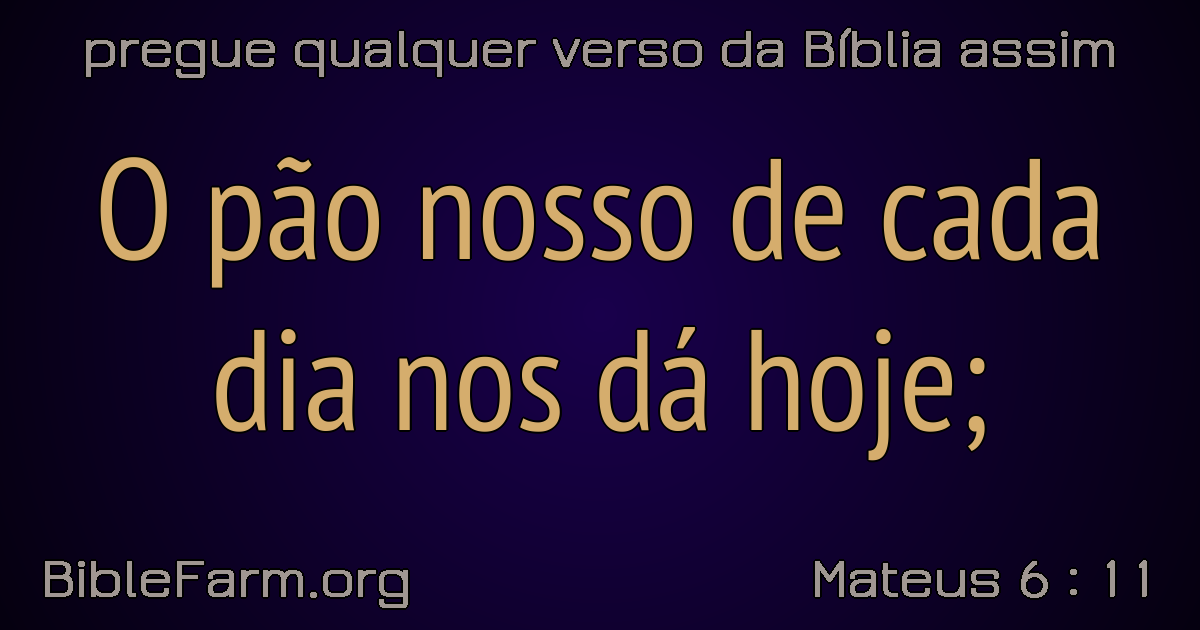 pregue qualquer verso da Bíblia assim
O pão nosso de cada
dia nos dá hoje;
BibleFarm.org
Mateus 6 : 11